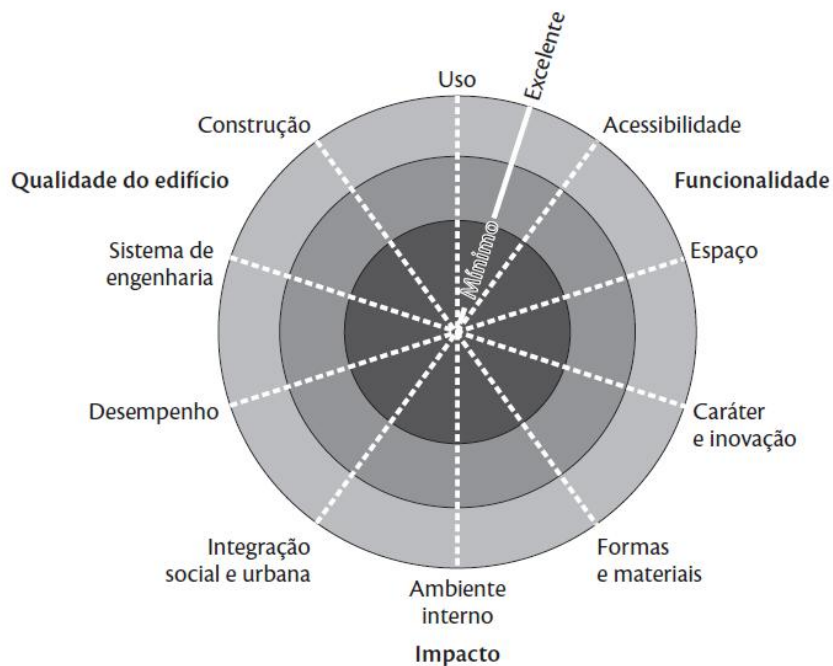 Uso
Excelente
Construção
Acessibilidade
Qualidade do edifício
Funcionalidade
Mínimo
Sistema de
engenharia
Espaço
Desempenho
Caráter
e inovação
Integração
social e urbana
Formas
e materiais
Ambiente
interno
Impacto